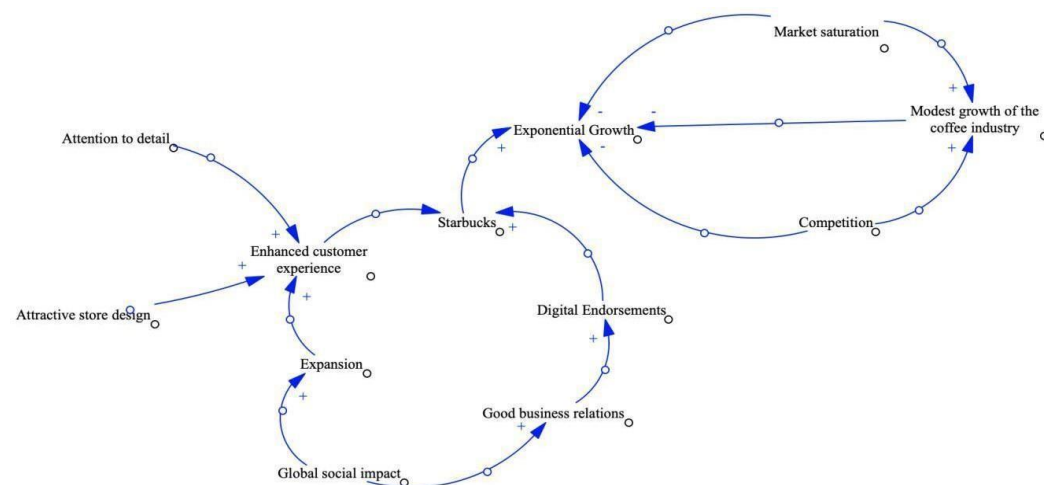 Market saturation
Modest growth of the
coffee industry
Exponential Growth
Attention to detail
Starbucks
Competition
Enhanced customer
experience
Attractive store design
Digital Endorsements
Expansion
Good business relations
Global social impact
-
-
-
+
+
+
+
+
+
+
+
+
+
+